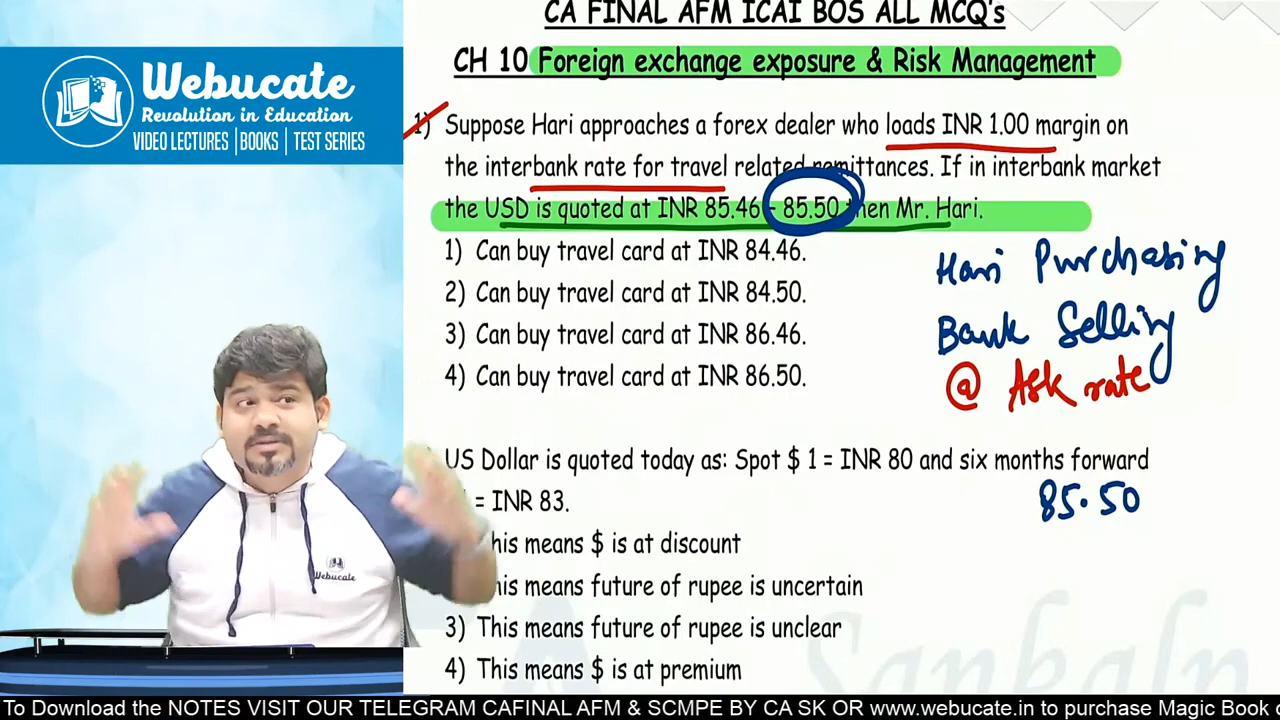 CA FINAL AFM ICAI BOS ALL MCQ's
CH 10 Foreign exchange exposure & Risk Management
Webucate
Revolution in Education
VIDEO LECTURES | BOOKS | TEST SERIES
1) Suppose Hari approaches a forex dealer who loads INR 1.00 margin on
the interbank rate for travel related remittances. If in interbank market
the USD is quoted at INR 85.46 - 85.50 then Mr. Hari.
1) Can buy travel card at INR 84.46.
2) Can buy travel card at INR 84.50.
3) Can buy travel card at INR 86.46.
4) Can buy travel card at INR 86.50.
Hari Purchasing
Bank Selling
@ Ask rate
85.50
US Dollar is quoted today as: Spot $ 1 = INR 80 and six months forward
= INR 83.
his means $ is at discount
his means future of rupee is uncertain
3) This means future of rupee is unclear
4) This means $ is at premium
Webucate
Sankalp
To Download the NOTES VISIT OUR TELEGRAM CAFINAL AFM & SCMPE BY CA SK OR www.webucate.in to purchase Magic Book